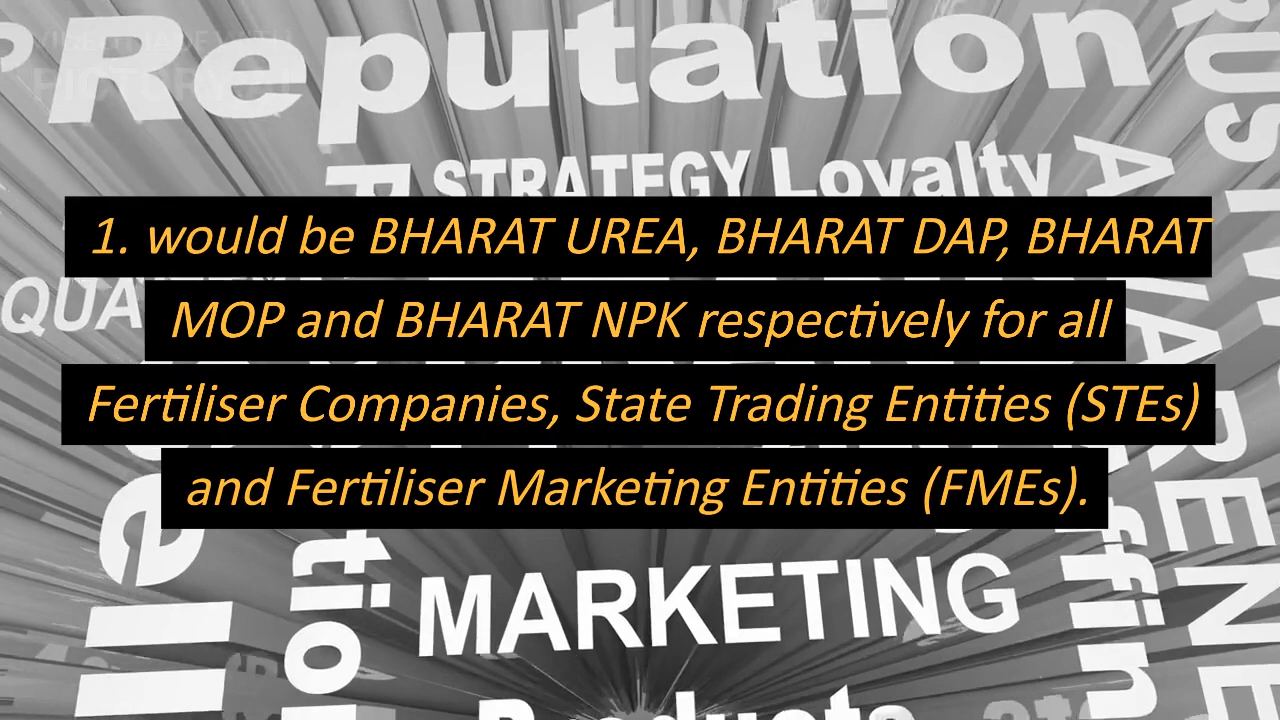 Reputation
STRATEGY Loyalty
1. would be BHARAT UREA, BHARAT DAP, BHARAT
MOP and BHARAT NPK respectively for all
Fertiliser Companies, State Trading Entities (STEs)
and Fertiliser Marketing Entities (FMEs).
MARKETING
Products